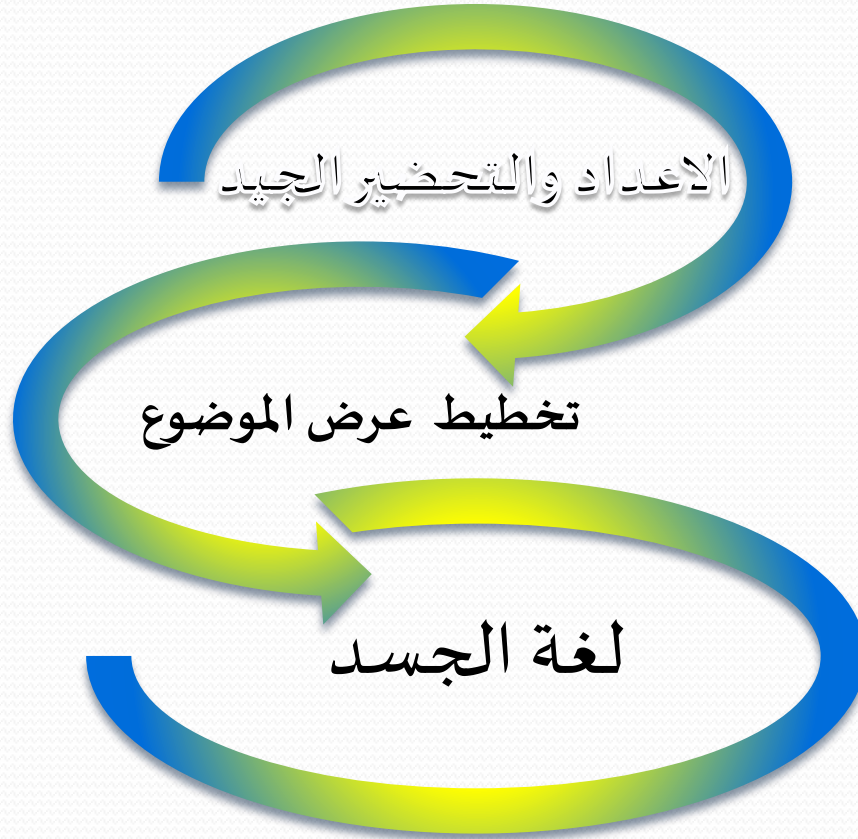 الاعداد والتحضير الجيد
تخطيط عرض الموضوع
لغة الجسد